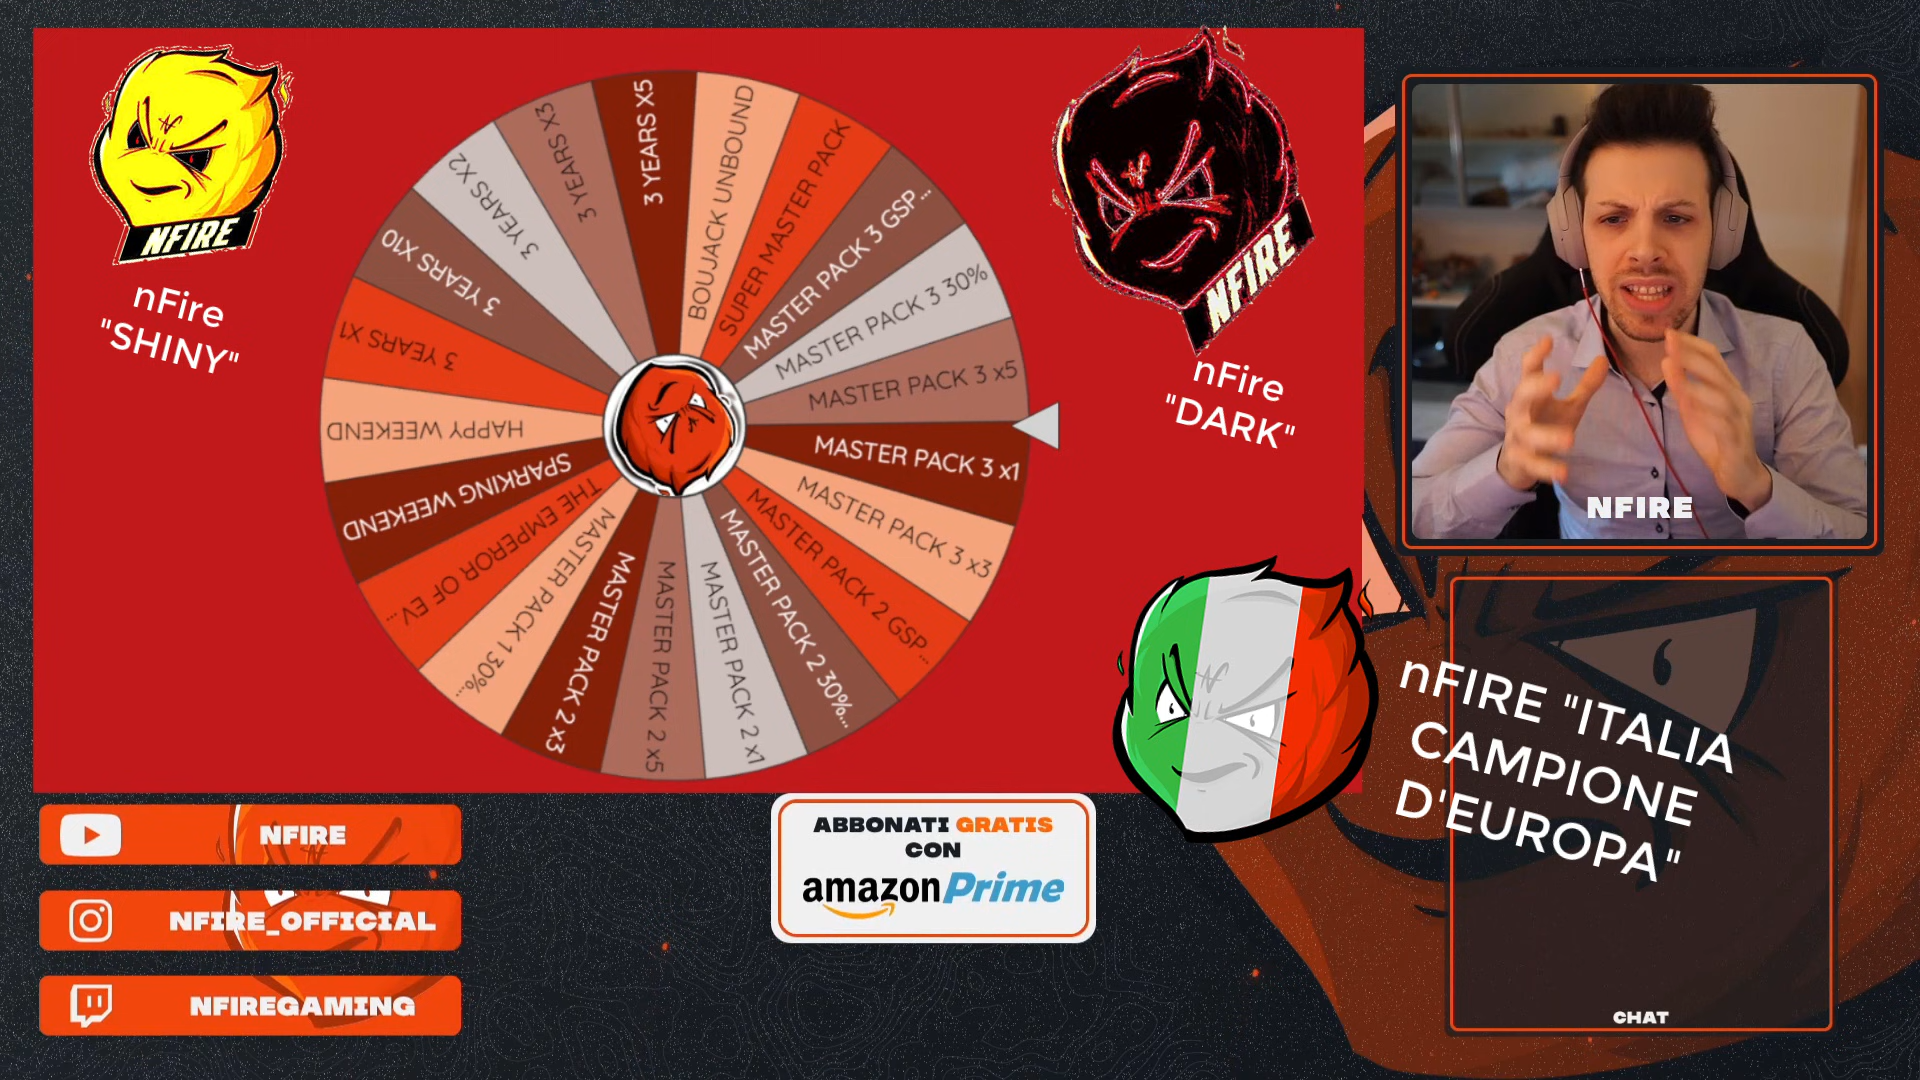 NFIRE
nFire
"SHINY"
3 YEARS X5
BOUJACK UNBOUND
SUPER MASTER PACK
MASTER PACK 3 GSP...
MASTER PACK 3 30%
MASTER PACK 3 x5
MASTER PACK 3 x1
MASTER PACK 3 x3
MASTER PACK 2 GSP...
MASTER PACK 2 30%...
MASTER PACK 2 x1
MASTER PACK 2 x5
MASTER PACK 2 x3
MASTER PACK 1 30%...
THE EMPEROR OF EV...
SPARKING WEEKEND
HAPPY WEEKEND
3 YEARS X1
3 YEARS X10
3 YEARS X2
3 YEARS X3
NFIRE
nFire
"DARK"
NFIRE
nFIRE "ITALIA
CAMPIONE
D'EUROPA"
NFIRE
NFIRE_OFFICIAL
NFIREGAMING
ABBONATI GRATIS
CON
amazonPrime
CHAT